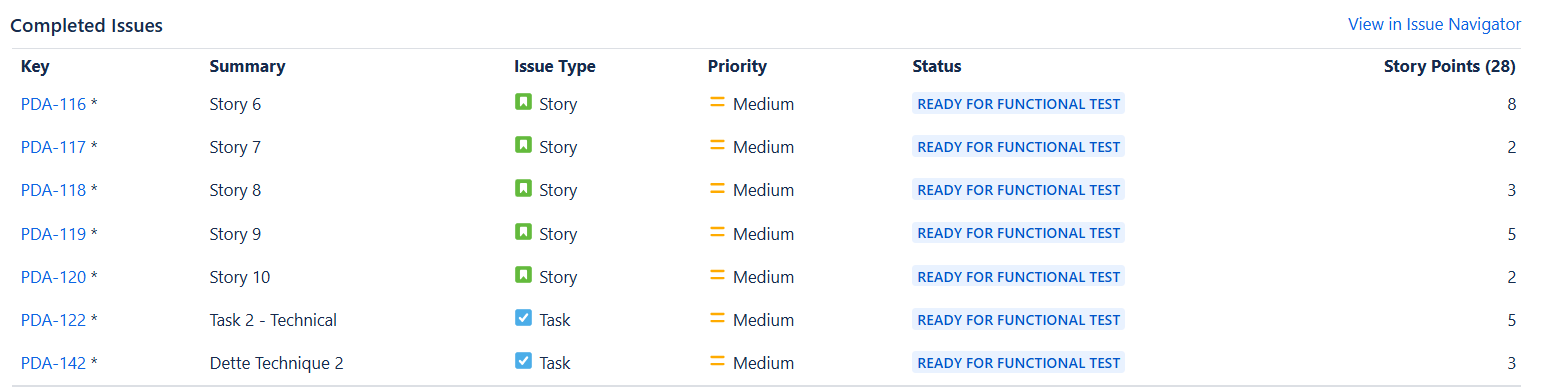 Completed Issues View in Issue Navigator
Key Summary Issue Type Priority Status Story Points (28)
PDA-116 * Story 6 Story Medium READY FOR FUNCTIONAL TEST 8
PDA-117 * Story 7 Story Medium READY FOR FUNCTIONAL TEST 2
PDA-118 * Story 8 Story Medium READY FOR FUNCTIONAL TEST 3
PDA-119 * Story 9 Story Medium READY FOR FUNCTIONAL TEST 5
PDA-120 * Story 10 Story Medium READY FOR FUNCTIONAL TEST 2
PDA-122 * Task 2 - Technical Task Medium READY FOR FUNCTIONAL TEST 5
PDA-142 * Dette Technique 2 Task Medium READY FOR FUNCTIONAL TEST 3